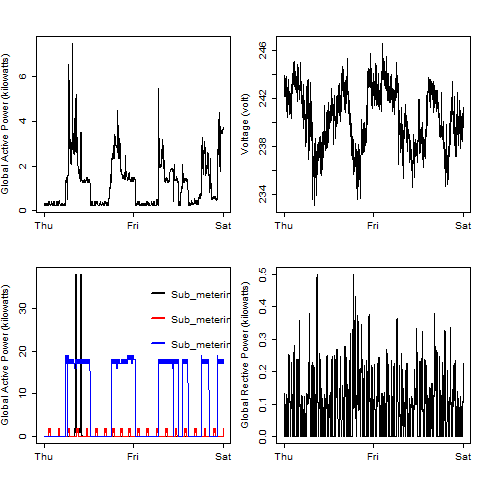 Global Active Power (kilowatts)
0 2 4 6
Thu Fri Sat
Voltage (volt)
234 238 242 246
Thu Fri Sat
Global Active Power (kilowatts)
0 10 20 30
Sub_meterin
Sub_meterin
Sub_meterin
Thu Fri Sat
Global Rective Power (kilowatts)
0.0 0.1 0.2 0.3 0.4 0.5
Thu Fri Sat